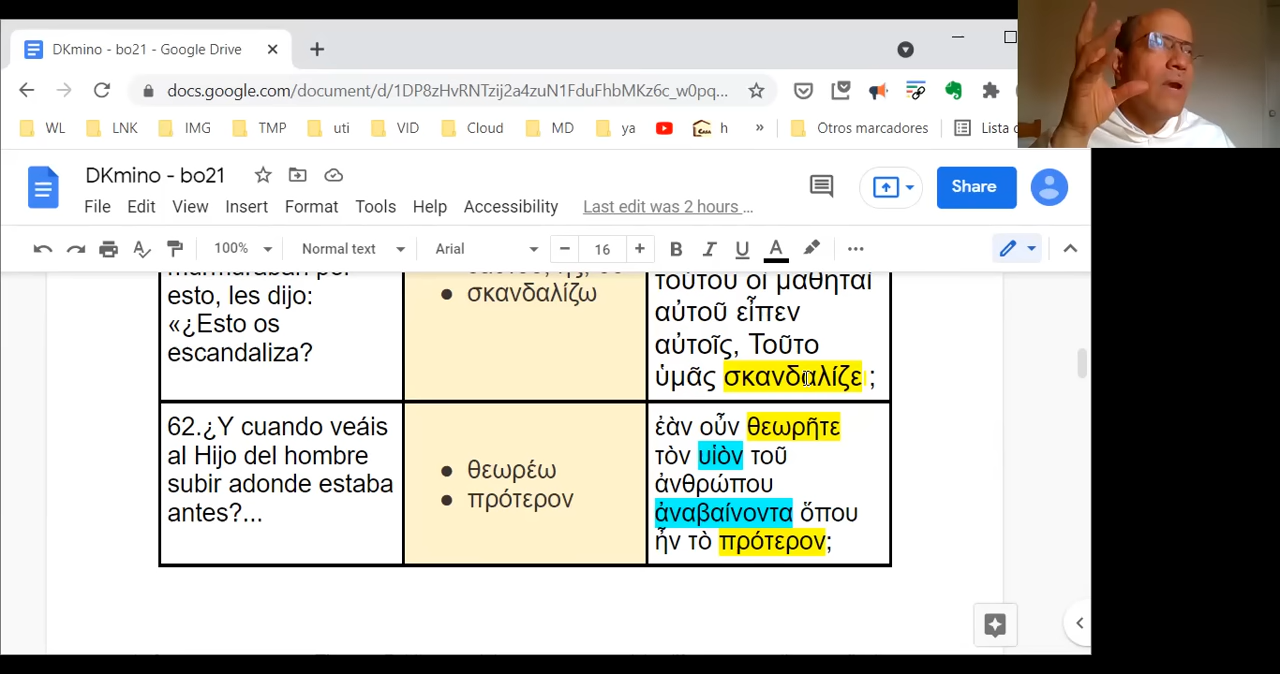 DKmino - bo21 - Google Drive
docs.google.com/document/d/1DP8zHvRNTzij2a4zuN1FduFhbMKz6c_w0pq...
WL LNK IMG TMP uti VID Cloud MD ya h » Otros marcadores Lista
DKmino - bo21
Share
File Edit View Insert Format Tools Help Accessibility Last edit was 2 hours ...
100% Normal text Arial 16 B I U A
esto, les dijo:
«¿Esto os
escandaliza?
● σκανδαλίζω
τούτου οἱ μαθηταὶ
αὐτοῦ εἶπεν
αὐτοῖς, Τοῦτο
ὑμᾶς σκανδαλίζε ;
62.¿Y cuando veáis
al Hijo del hombre
subir adonde estaba
antes?...
● θεωρέω
● πρότερον
ἐὰν οὖν θεωρῆτε
τὸν υἱὸν τοῦ
ἀνθρώπου
ἀναβαίνοντα ὅπου
ἦν τὸ πρότερον;